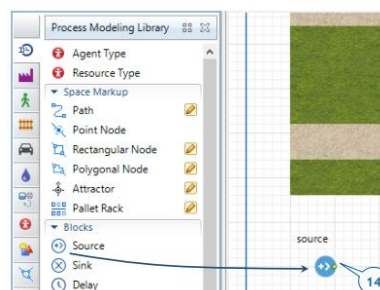 Process Modeling Library
Agent Type
Resource Type
Space Markup
Path
Point Node
Rectangular Node
Polygonal Node
Attractor
Pallet Rack
Blocks
Source
Sink
Delay
source
14